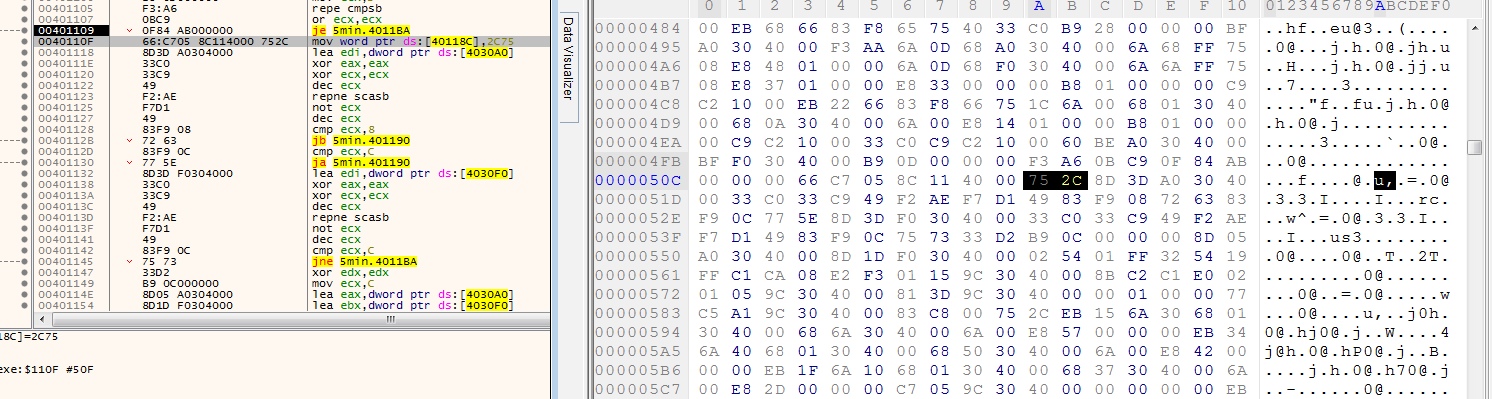 00401105 F3:A6 repe cmpsb
00401107 0BC9 or ecx,ecx
00401109 0F84 AB000000 je 5min.4011BA
0040110F 66:C705 8C114000 752C mov word ptr ds:[40118C],2C75
00401118 8D3D A0304000 lea edi,dword ptr ds:[4030A0]
0040111E 33C0 xor eax,eax
00401120 33C9 xor ecx,ecx
00401122 49 dec ecx
00401123 F2:AE repne scasb
00401125 F7D1 not ecx
00401127 49 dec ecx
00401128 83F9 08 cmp ecx,8
0040112B 72 63 jb 5min.401190
0040112D 83F9 0C cmp ecx,C
00401130 77 5E ja 5min.401190
00401132 8D3D F0304000 lea edi,dword ptr ds:[4030F0]
00401138 33C0 xor eax,eax
0040113A 33C9 xor ecx,ecx
0040113C 49 dec ecx
0040113D F2:AE repne scasb
0040113F F7D1 not ecx
00401141 49 dec ecx
00401142 83F9 0C cmp ecx,C
00401145 75 73 jne 5min.4011BA
00401147 33D2 xor edx,edx
00401149 B9 0C000000 mov ecx,C
0040114E 8D05 A0304000 lea eax,dword ptr ds:[4030A0]
00401154 8D1D F0304000 lea ebx,dword ptr ds:[4030F0]
18C]=2C75
exe:$110F #50F
Data Visualizer
0 1 2 3 4 5 6 7 8 9 A B C D E F 10 0123456789ABCDEF0
00000484 00 EB 68 66 83 F8 65 75 40 33 C0 B9 28 00 00 00 BF ..hf..eu@3..(....
00000495 A0 30 40 00 F3 AA 6A 0D 68 A0 30 40 00 6A 68 FF 75 .0@...j.h.0@.jh.u
000004A6 08 E8 48 01 00 00 6A 0D 68 F0 30 40 00 6A 6A FF 75 ..H...j.h.0@.jj.u
000004B7 08 E8 37 01 00 00 E8 33 00 00 00 B8 01 00 00 00 C9 ..7....3.........
000004C8 C2 10 00 EB 22 66 83 F8 66 75 1C 6A 00 68 01 30 40 ...."f..fu.j.h.0@
000004D9 00 68 0A 30 40 00 6A 00 E8 14 01 00 00 B8 01 00 00 .h.0@.j..........
000004EA 00 C9 C2 10 00 33 C0 C9 C2 10 00 60 BE A0 30 40 00 .....3.....`..0@.
000004FB BF F0 30 40 00 B9 0D 00 00 00 F3 A6 0B C9 0F 84 AB ..0@.............
0000050C 00 00 00 66 C7 05 8C 11 40 00 75 2C 8D 3D A0 30 40 ...f....@.u,.=.0@
0000051D 00 33 C0 33 C9 49 F2 AE F7 D1 49 83 F9 08 72 63 83 .3.3.I....I...rc.
0000052E F9 0C 77 5E 8D 3D F0 30 40 00 33 C0 33 C9 49 F2 AE ..w^.=.0@.3.3.I..
0000053F F7 D1 49 83 F9 0C 75 73 33 D2 B9 0C 00 00 00 8D 05 ..I...us3........
00000550 A0 30 40 00 8D 1D F0 30 40 00 02 54 01 FF 32 54 19 .0@....0@..T..2T.
00000561 FF C1 CA 08 E2 F3 01 15 9C 30 40 00 8B C2 C1 E0 02 .........0@......
00000572 01 05 9C 30 40 00 81 3D 9C 30 40 00 00 01 00 00 77 ...0@..=.0@.....w
00000583 C5 A1 9C 30 40 00 83 C8 00 75 2C EB 15 6A 30 68 01 ...0@....u,..j0h.
00000594 30 40 00 68 6A 30 40 00 6A 00 E8 57 00 00 00 EB 34 0@.hj0@.j..W....4
000005A5 6A 40 68 01 30 40 00 68 50 30 40 00 6A 00 E8 42 00 j@h.0@.hP0@.j..B.
000005B6 00 00 EB 1F 6A 10 68 01 30 40 00 68 37 30 40 00 6A ....j.h.0@.h70@.j
000005C7 00 E8 2D 00 00 00 C7 05 9C 30 40 00 00 00 00 00 EB ..-......0@......